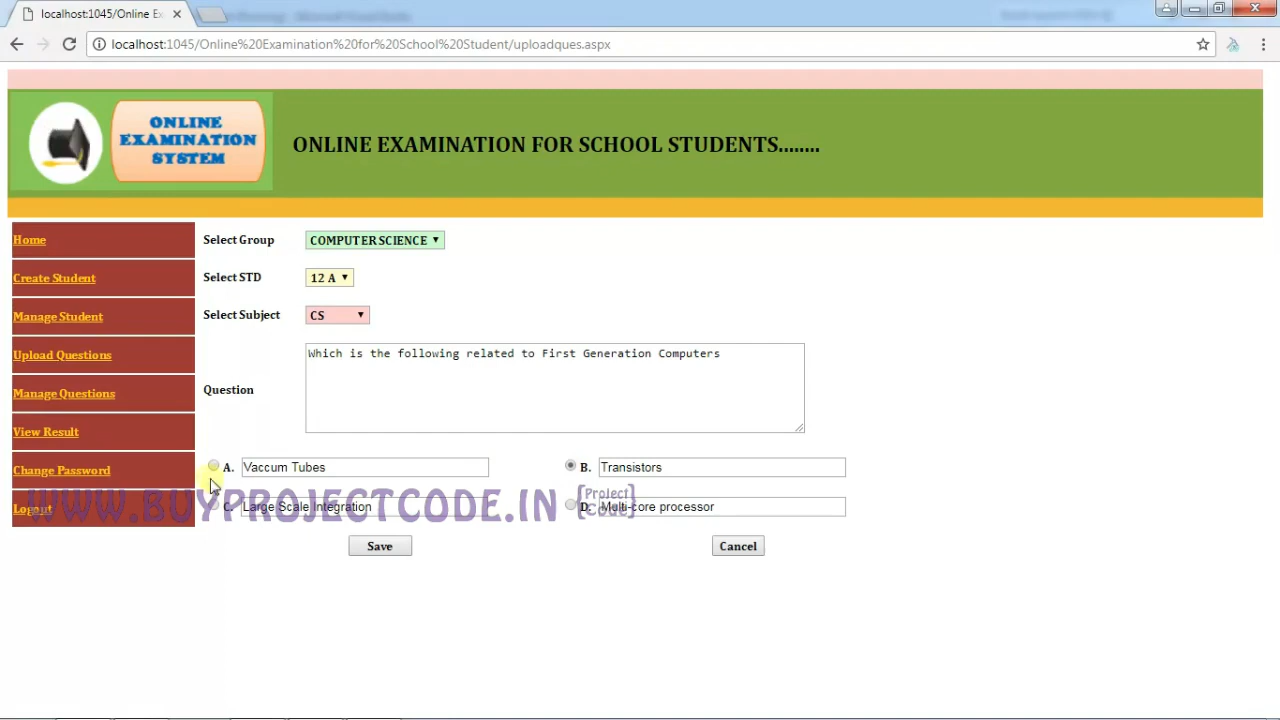 localhost:1045/Online Ex
localhost:1045/Online%20Examination%20for%20School%20Student/uploadques.aspx
ONLINE
EXAMINATION
SYSTEM
ONLINE EXAMINATION FOR SCHOOL STUDENTS........
Home
Create Student
Manage Student
Upload Questions
Manage Questions
View Result
Change Password
Logout
Select Group COMPUTER SCIENCE
Select STD 12 A
Select Subject CS
Question Which is the following related to First Generation Computers
A. Vaccum Tubes B. Transistors
C. Large Scale Integration D. Multi-core processor
WWW.BUYPROJECTCODE.IN {Project Code}
Save Cancel